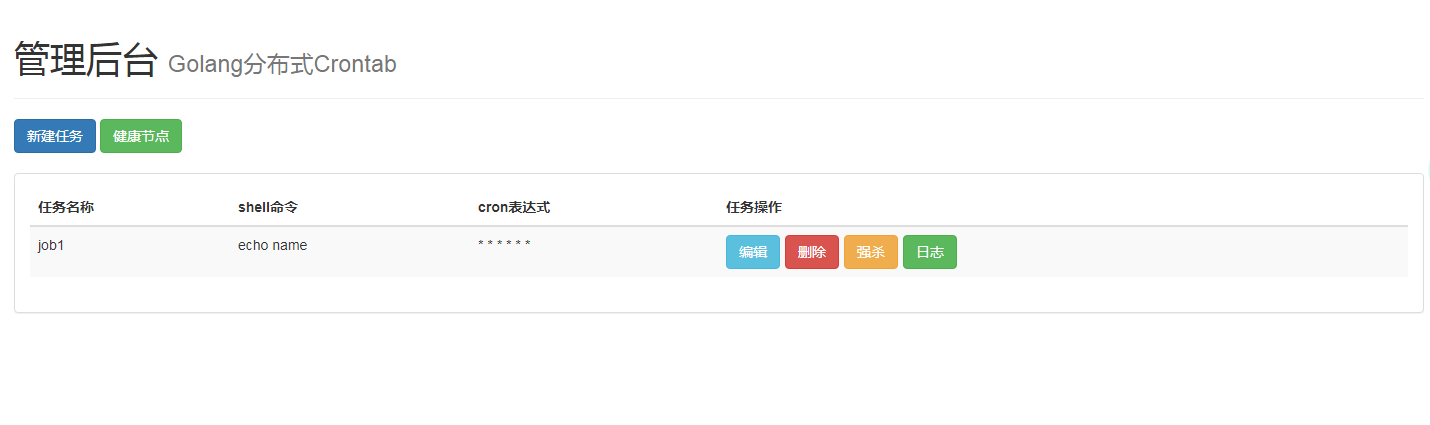 管理后台 Golang分布式Crontab
新建任务 健康节点
任务名称 shell命令 cron表达式 任务操作
job1 echo name * * * * * * 编辑 删除 强杀 日志